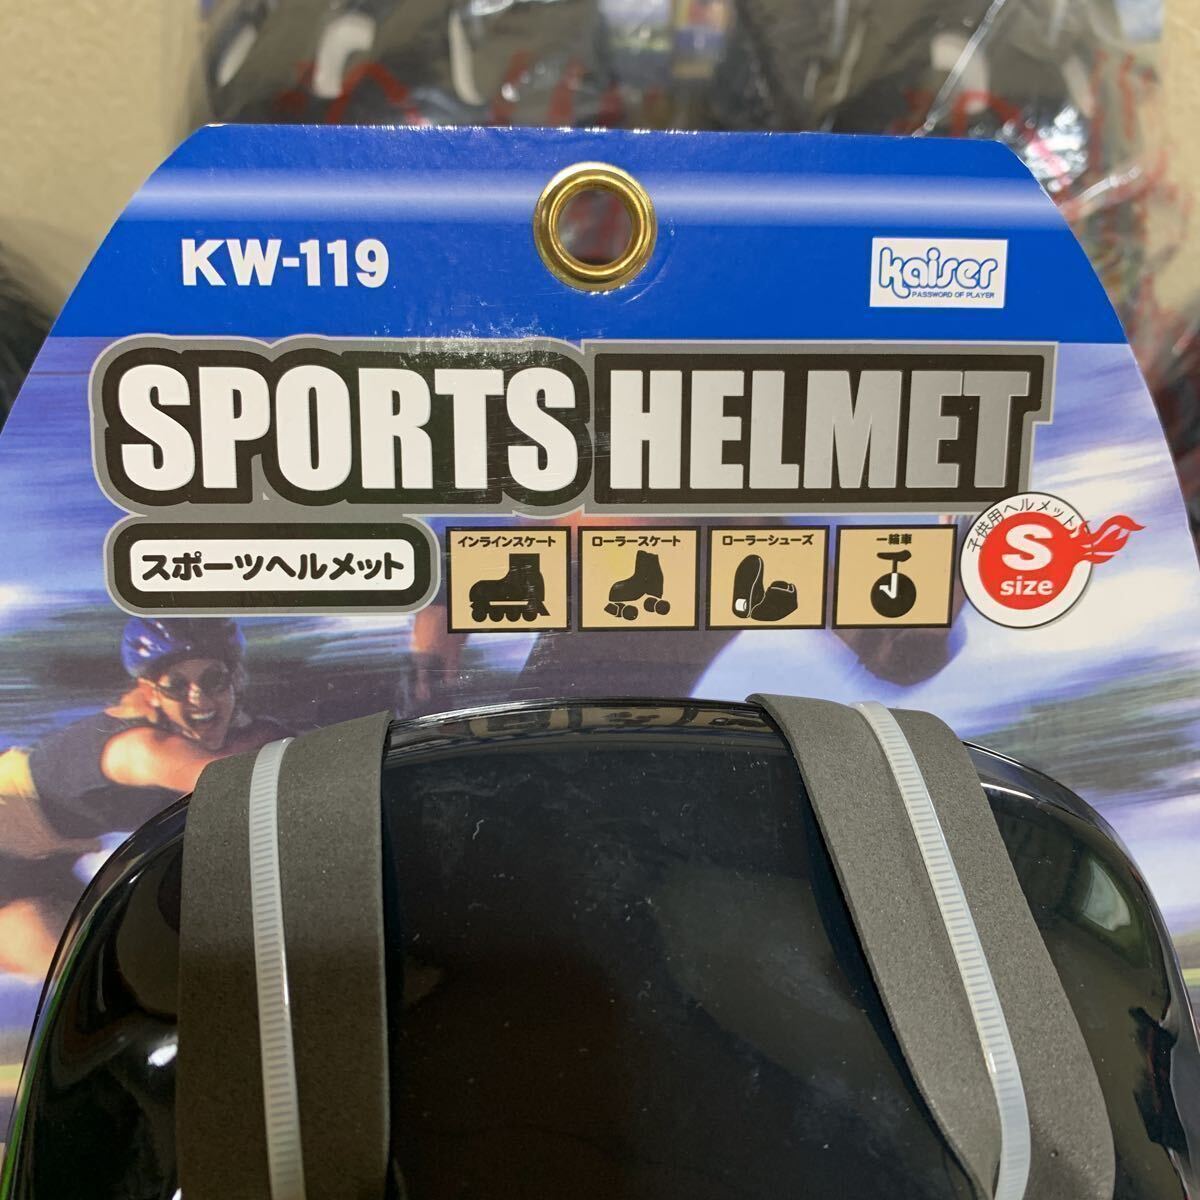 KW-119
kaiser
PASSWORD OF PLAYER
SPORTS HELMET
スポーツヘルメット
インラインスケート
ローラースケート
ローラーシューズ
一輪車
子供用ヘルメット
S
size